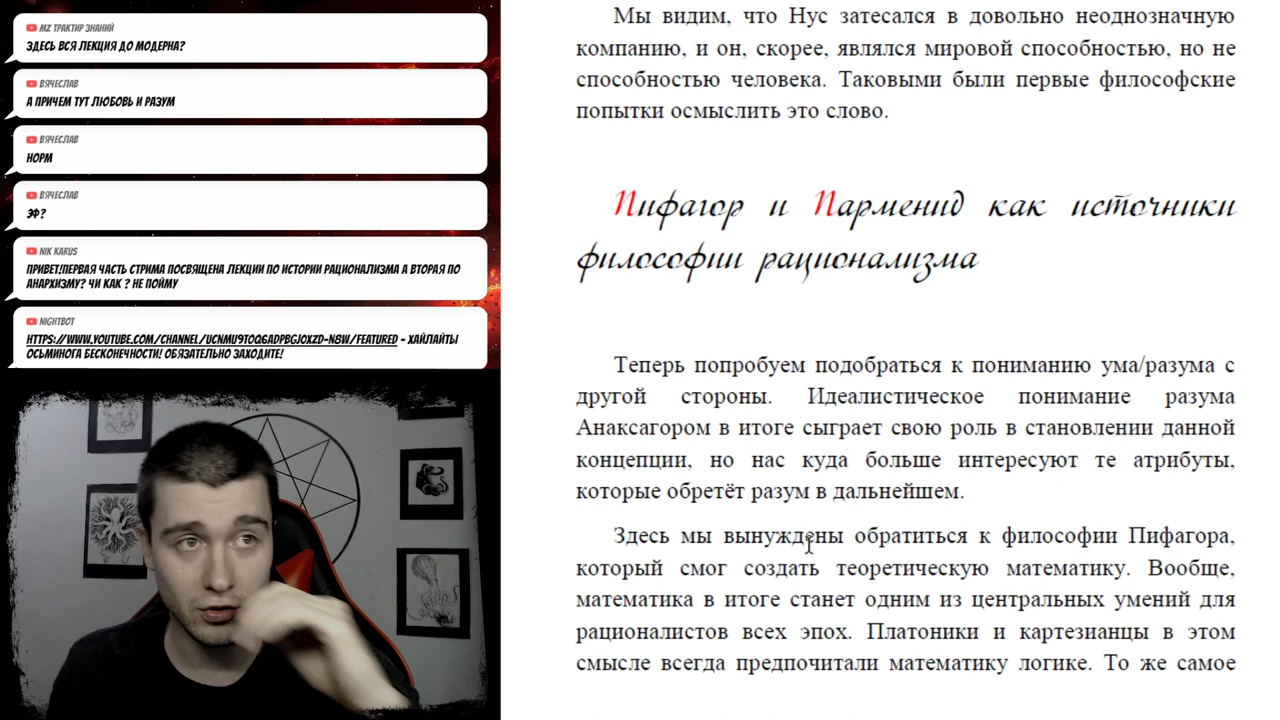 MZ ТРАКТИР ЗНАНИЙ
ЗДЕСЬ ВСЯ ЛЕКЦИЯ ДО МОДЕРНА?
ВЯЧЕСЛАВ
А ПРИЧЕМ ТУТ ЛЮБОВЬ И РАЗУМ
ВЯЧЕСЛАВ
НОРМ
ВЯЧЕСЛАВ
ЭФ?
NIK KARUS
ПРИВЕТ!ПЕРВАЯ ЧАСТЬ СТРИМА ПОСВЯЩЕНА ЛЕКЦИИ ПО ИСТОРИИ РАЦИОНАЛИЗМА А ВТОРАЯ ПО
АНАРХИЗМУ? ЧИ КАК ? НЕ ПОЙМУ
NIGHTBOT
- ХАЙЛАЙТЫ
ОСЬМИНОГА БЕСКОНЕЧНОСТИ! ОБЯЗАТЕЛЬНО ЗАХОДИТЕ!
Мы видим, что Нус затесался в довольно неоднозначную
компанию, и он, скорее, являлся мировой способностью, но не
способностью человека. Таковыми были первые философские
попытки осмыслить это слово.
Пифагор и Парменид как источники
философии рационализма
Теперь попробуем подобраться к пониманию ума/разума с
другой стороны. Идеалистическое понимание разума
Анаксагором в итоге сыграет свою роль в становлении данной
концепции, но нас куда больше интересуют те атрибуты,
которые обретёт разум в дальнейшем.
Здесь мы вынуждены обратиться к философии Пифагора,
который смог создать теоретическую математику. Вообще,
математика в итоге станет одним из центральных умений для
рационалистов всех эпох. Платоники и картезианцы в этом
смысле всегда предпочитали математику логике. То же самое